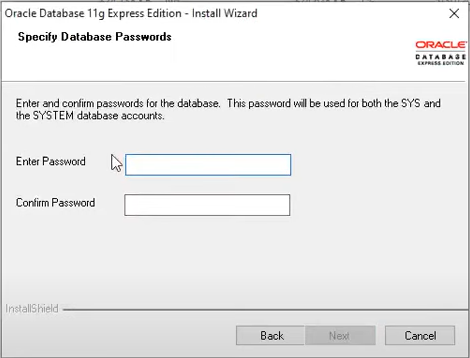 Oracle Database 11g Express Edition - Install Wizard
Specify Database Passwords
ORACLE
DATABASE
EXPRESS EDITION
Enter and confirm passwords for the database. This password will be used for both the SYS and
the SYSTEM database accounts.
Enter Password
Confirm Password
InstallShield
Back
Next
Cancel